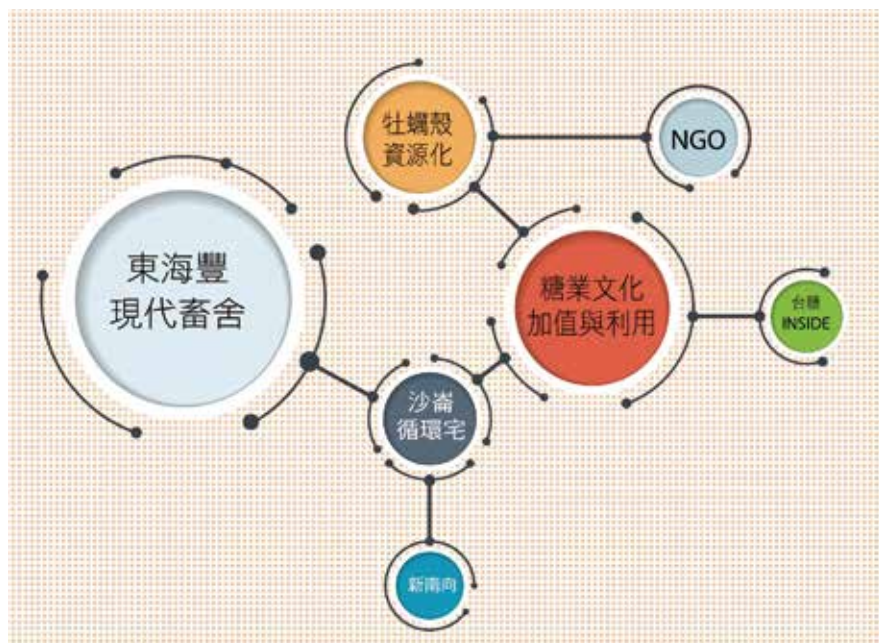 牡蠣殼
資源化
NGO
東海豐
現代畜舍
糖業文化
加值與利用
台糖
INSIDE
沙崙
循環宅
新南向